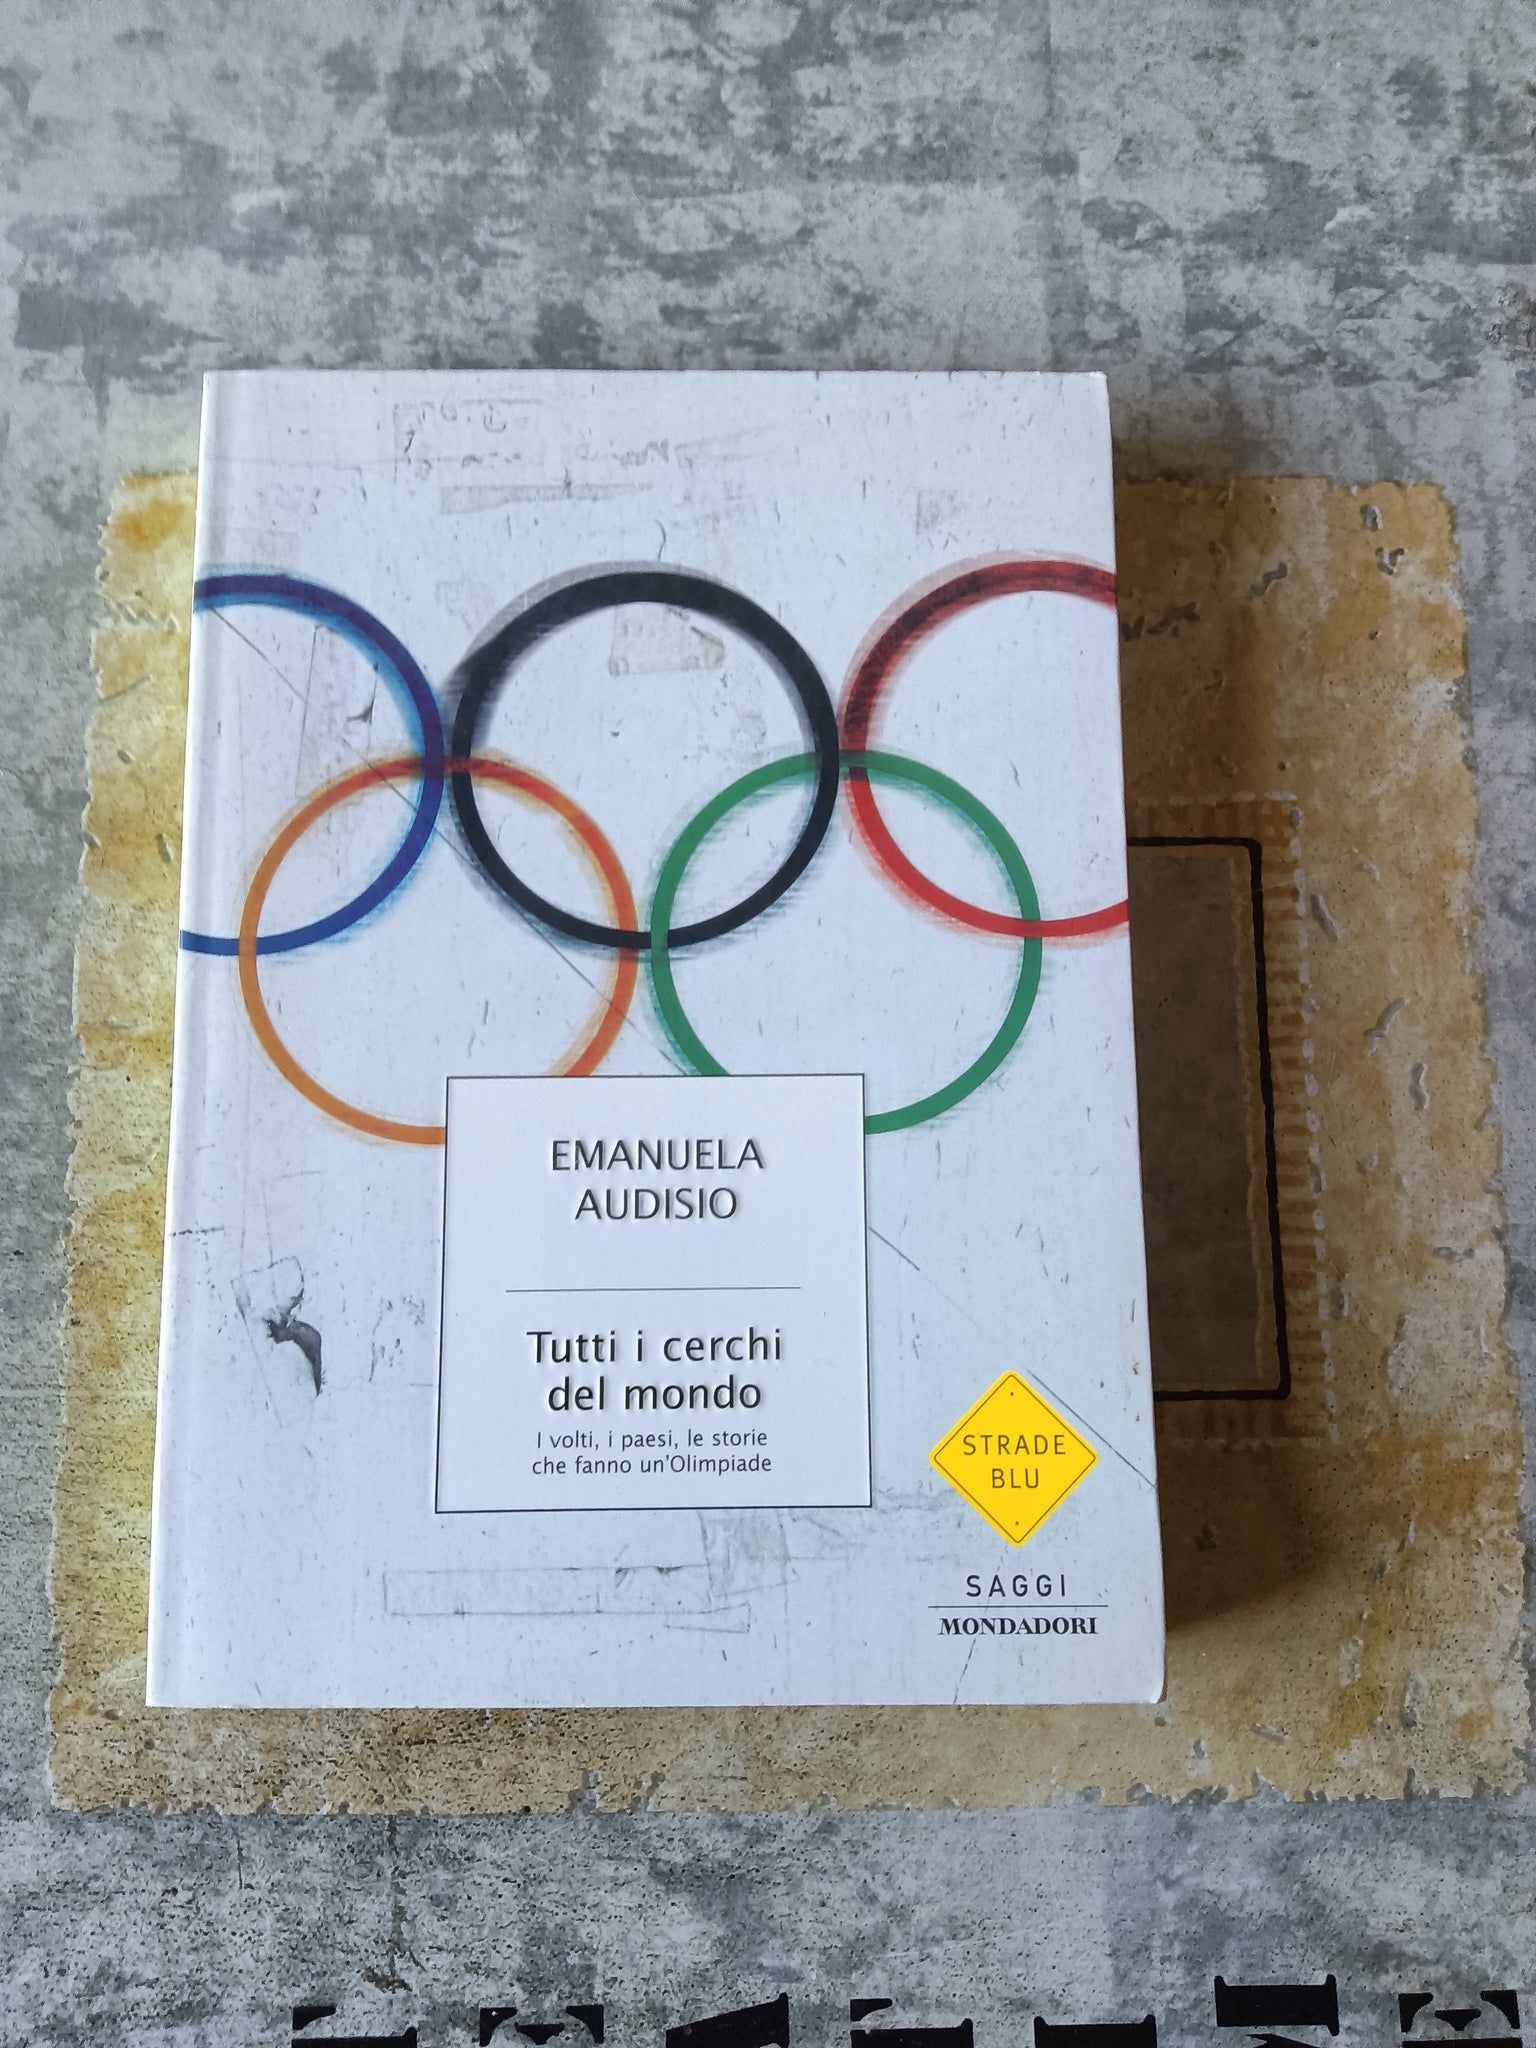 EMANUELA
AUDISIO
Tutti i cerchi
del mondo
I volti, i paesi, le storie
che fanno un'Olimpiade
STRADE
BLU
SAGGI
MONDADORI